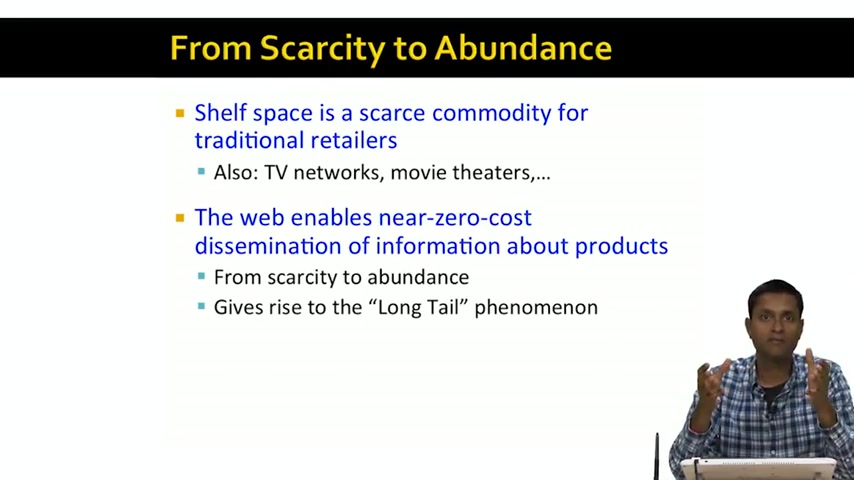 From Scarcity to Abundance
Shelf space is a scarce commodity for
traditional retailers
Also: TV networks, movie theaters,…
The web enables near-zero-cost
dissemination of information about products
From scarcity to abundance
Gives rise to the “Long Tail” phenomenon